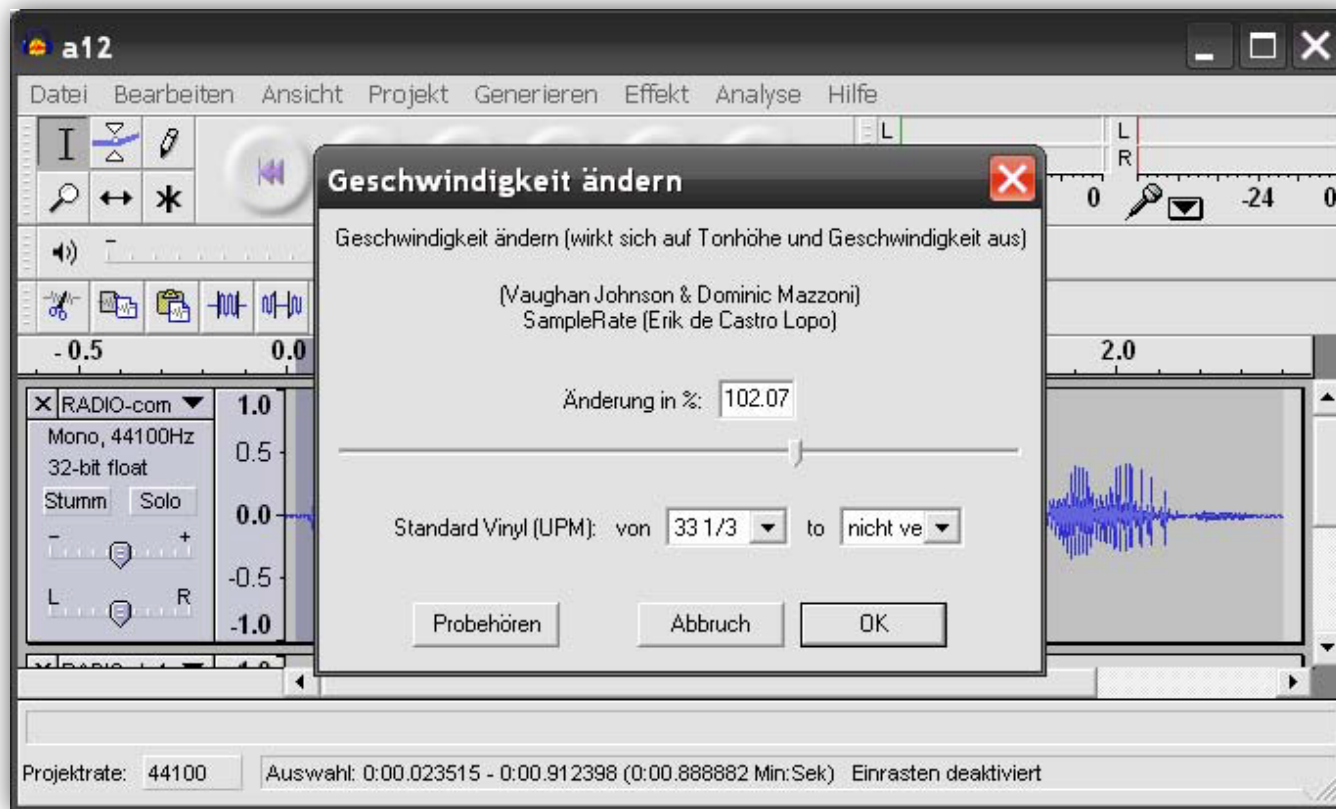 a12
Datei Bearbeiten Ansicht Projekt Generieren Effekt Analyse Hilfe
L L
R
0 -24 0
- 0.5 0.0 2.0
Geschwindigkeit ändern
Geschwindigkeit ändern (wirkt sich auf Tonhöhe und Geschwindigkeit aus)
(Vaughan Johnson & Dominic Mazzoni)
SampleRate (Erik de Castro Lopo)
Änderung in %: 102.07
Standard Vinyl (UPM): von 33 1/3 to nicht ve
Probehören Abbruch OK
RADIO-com 1.0
Mono, 44100Hz
32-bit float
0.5
Stumm Solo
0.0
- +
-0.5
L R
-1.0
Projektrate: 44100 Auswahl: 0:00.023515 - 0:00.912398 (0:00.888882 Min:Sek) Einrasten deaktiviert